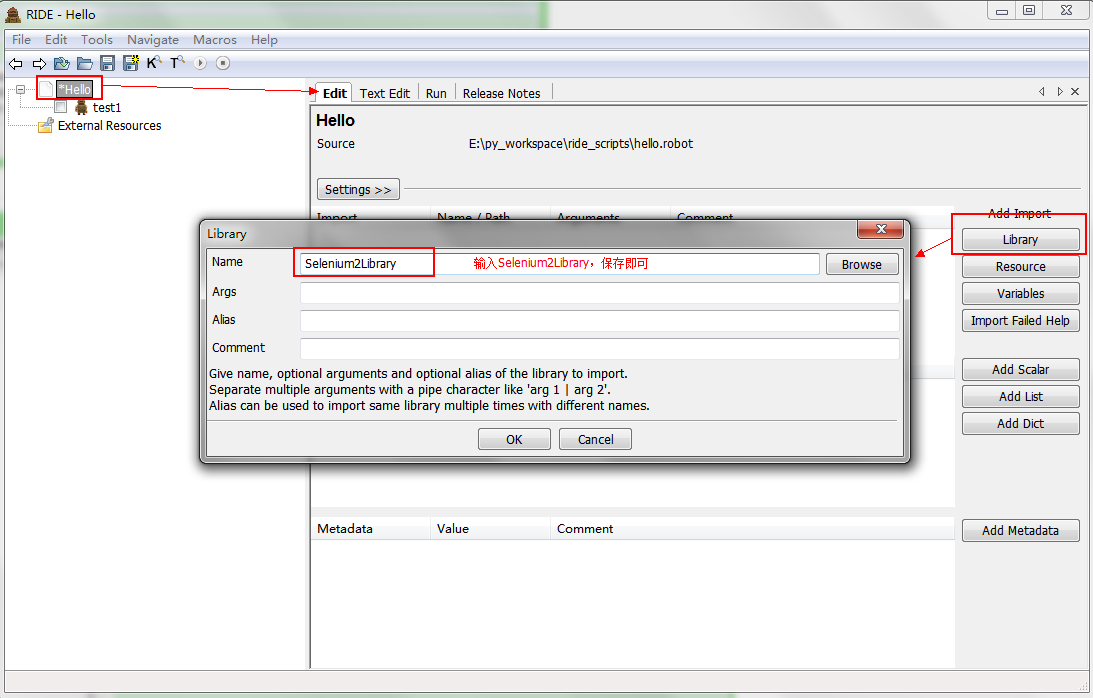 RIDE - Hello
File Edit Tools Navigate Macros Help
*Hello
test1
External Resources
Edit Text Edit Run Release Notes
Hello
Source E:\py_workspace\ride_scripts\hello.robot
Settings >>
Import Name / Path Arguments Comment
Add Import
Library
Resource
Variables
Import Failed Help
Add Scalar
Add List
Add Dict
Library
Name Selenium2Library 输入Selenium2Library，保存即可 Browse
Args
Alias
Comment
Give name, optional arguments and optional alias of the library to import.
Separate multiple arguments with a pipe character like 'arg 1 | arg 2'.
Alias can be used to import same library multiple times with different names.
OK Cancel
Metadata Value Comment
Add Metadata